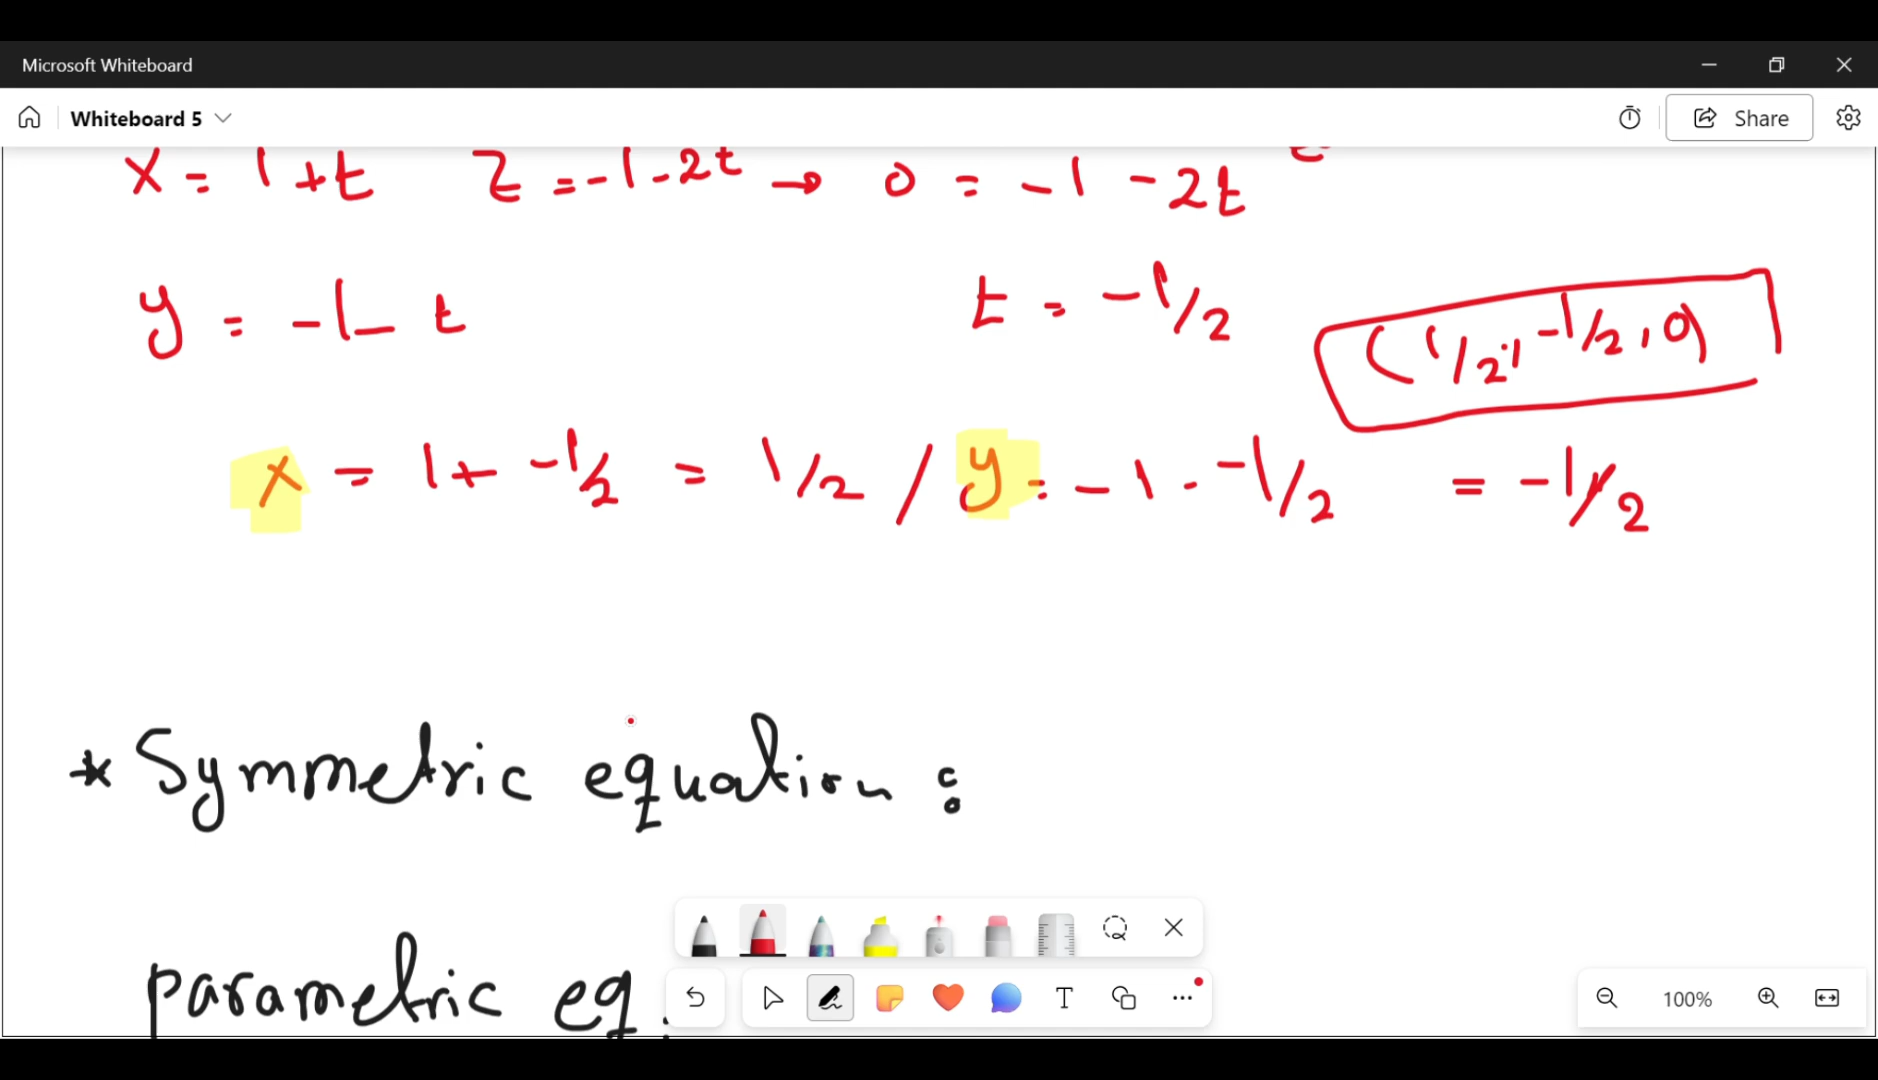 Microsoft Whiteboard
Whiteboard 5
Share
x = 1 + t z = -1 - 2t → 0 = -1 - 2t
y = -1 - t t = -1/2
(1/2, -1/2, 0)
x = 1 + -1/2 = 1/2 / y = -1 - -1/2 = -1/2
* Symmetric equation :
parametric eq.
T
100%